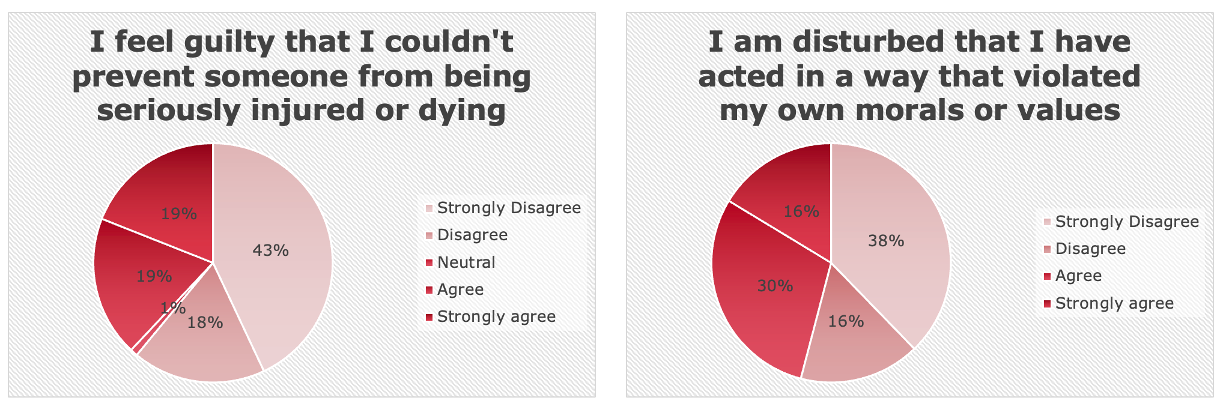 I feel guilty that I couldn't
prevent someone from being
seriously injured or dying
43%
18%
1%
19%
19%
Strongly Disagree
Disagree
Neutral
Agree
Strongly agree
I am disturbed that I have
acted in a way that violated
my own morals or values
38%
16%
30%
16%
Strongly Disagree
Disagree
Agree
Strongly agree